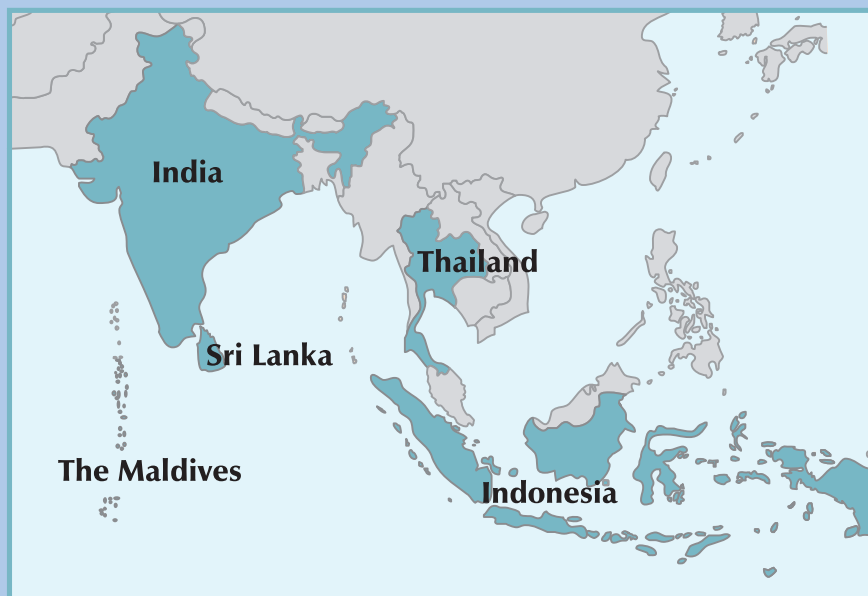 India
Thailand
Sri Lanka
The Maldives
Indonesia